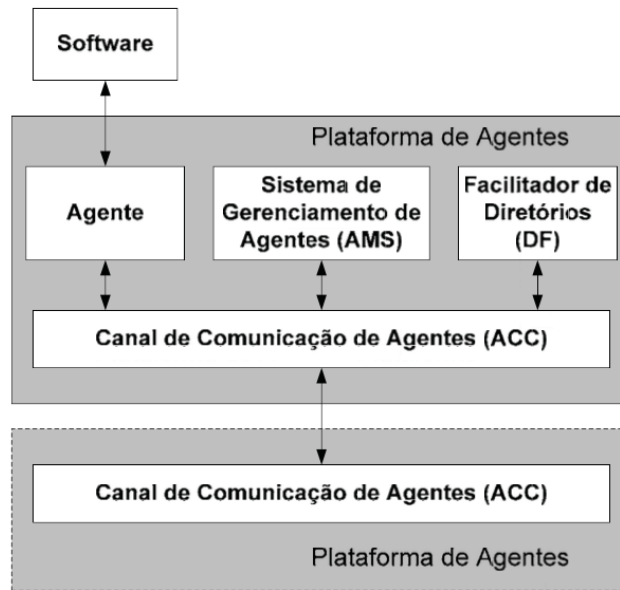 Software
Plataforma de Agentes
Agente
Sistema de
Gerenciamento de
Agentes (AMS)
Facilitador de
Diretórios
(DF)
Canal de Comunicação de Agentes (ACC)
Canal de Comunicação de Agentes (ACC)
Plataforma de Agentes